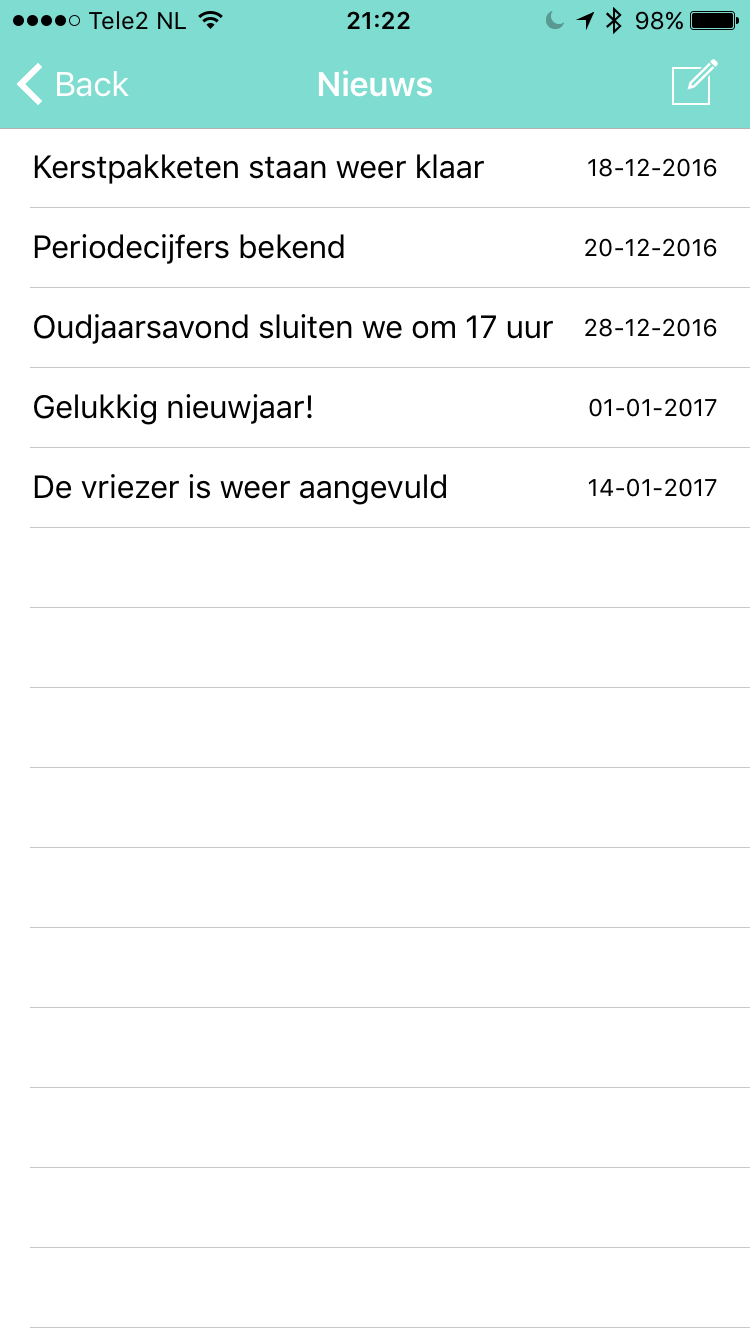 Tele2 NL 21:22 98%
Back Nieuws
Kerstpakketen staan weer klaar 18-12-2016
Periodecijfers bekend 20-12-2016
Oudjaarsavond sluiten we om 17 uur 28-12-2016
Gelukkig nieuwjaar! 01-01-2017
De vriezer is weer aangevuld 14-01-2017